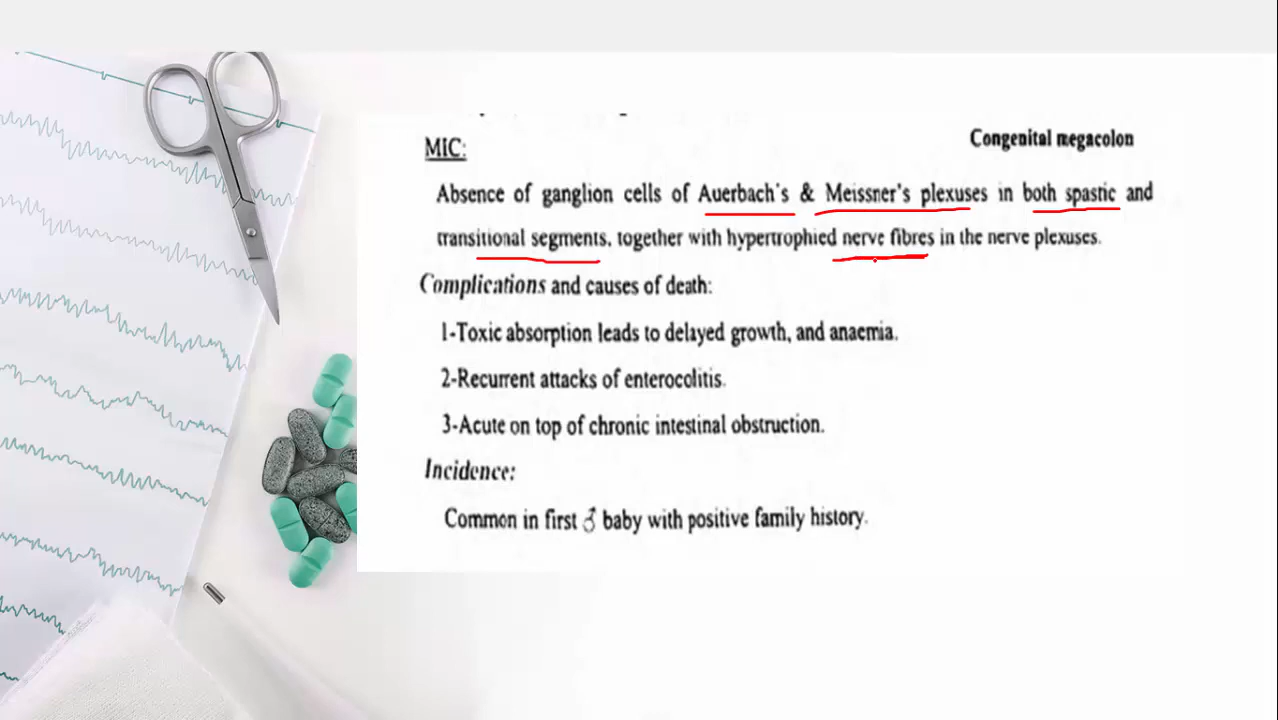 MIC:
Congenital megacolon
Absence of ganglion cells of Auerbach's & Meissner's plexuses in both spastic and
transitional segments, together with hypertrophied nerve fibres in the nerve plexuses.
Complications and causes of death:
1-Toxic absorption leads to delayed growth, and anaemia.
2-Recurrent attacks of enterocolitis.
3-Acute on top of chronic intestinal obstruction.
Incidence:
Common in first ♂ baby with positive family history.